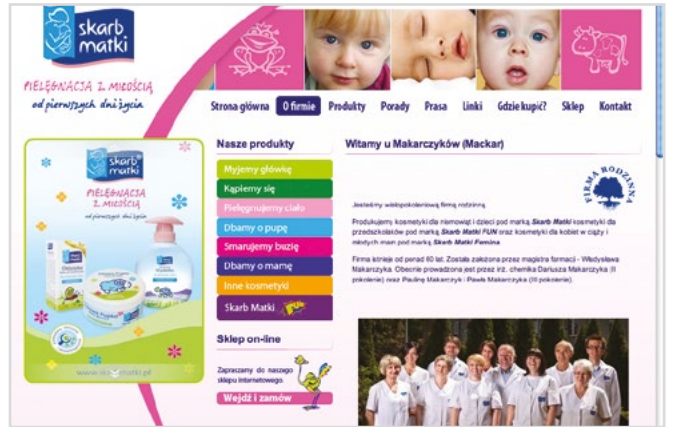 skarb
matki
PIELĘGNACJA Z MIŁOŚCIĄ
od pierwszych dni życia
Strona główna O firmie Produkty Porady Prasa Linki Gdzie kupić? Sklep Kontakt
skarb
matki
PIELĘGNACJA
Z MIŁOŚCIĄ
od pierwszych dni życia
Nasze produkty
Myjemy główkę
Kąpiemy się
Pielęgnujemy ciało
Dbamy o pupę
Smarujemy buzię
Dbamy o mamę
Inne kosmetyki
Skarb Matki FUN
Sklep on-line
Zapraszamy do naszego
sklepu internetowego
Wejdź i zamów
Witamy u Makarczyków (Mackar)
FIRMA RODZINNA
Jesteśmy wielopokoleniową firmą rodzinną.
Produkujemy kosmetyki dla niemowląt i dzieci pod marką Skarb Matki kosmetyki dla
przedszkolaków pod marką Skarb Matki FUN oraz kosmetyki dla kobiet w ciąży i
młodych mam pod marką Skarb Matki Femina.
Firma istnieje od ponad 60 lat. Została założona przez magistra farmacji - Władysława
Makarczyka. Obecnie prowadzona jest przez inż. chemika Dariusza Makarczyka (II
pokolenie) oraz Paulinę Makarczyk i Pawła Makarczyka (III pokolenie).